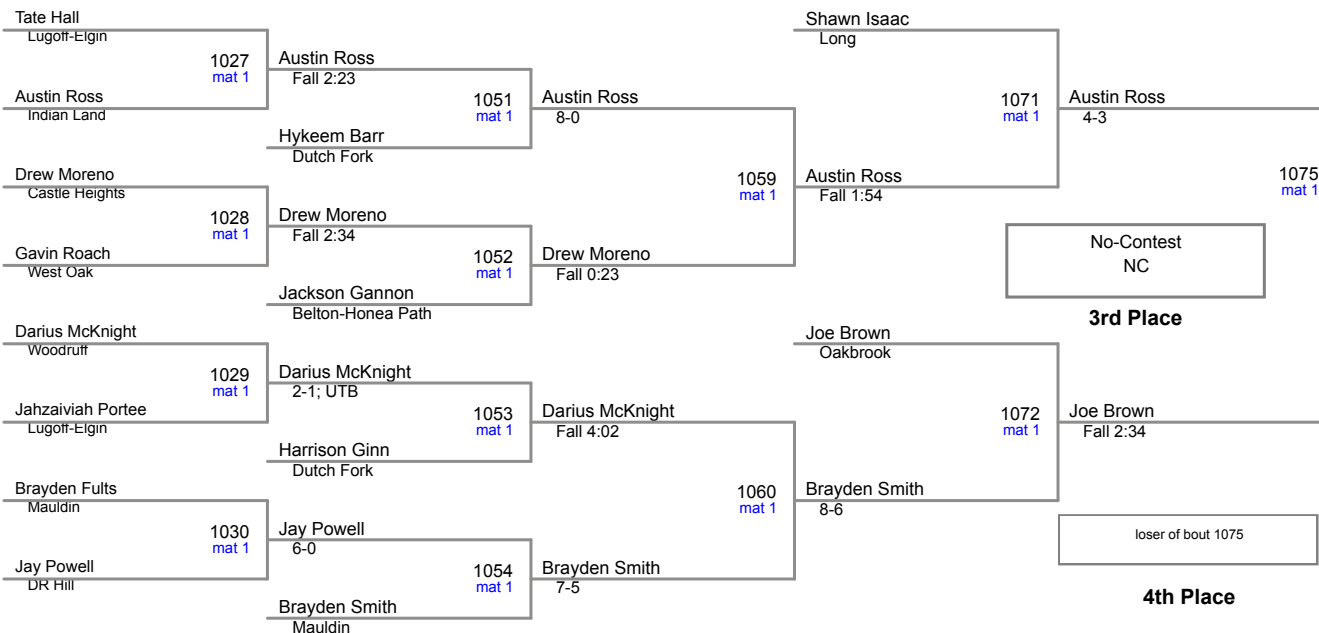 Tate Hall
Lugoff-Elgin
1027
mat 1
Austin Ross
Indian Land
Drew Moreno
Castle Heights
1028
mat 1
Gavin Roach
West Oak
Darius McKnight
Woodruff
1029
mat 1
Jahzaiviah Portee
Lugoff-Elgin
Brayden Fults
Mauldin
1030
mat 1
Jay Powell
DR Hill
Austin Ross
Fall 2:23
1051
mat 1
Hykeem Barr
Dutch Fork
Drew Moreno
Fall 2:34
1052
mat 1
Jackson Gannon
Belton-Honea Path
Darius McKnight
2-1; UTB
1053
mat 1
Harrison Ginn
Dutch Fork
Jay Powell
6-0
1054
mat 1
Brayden Smith
Mauldin
Austin Ross
8-0
1059
mat 1
Drew Moreno
Fall 0:23
Darius McKnight
Fall 4:02
1060
mat 1
Brayden Smith
7-5
Shawn Isaac
Long
1071
mat 1
Austin Ross
Fall 1:54
Joe Brown
Oakbrook
1072
mat 1
Brayden Smith
8-6
Austin Ross
4-3
1075
mat 1
Joe Brown
Fall 2:34
No-Contest
NC
3rd Place
loser of bout 1075
4th Place